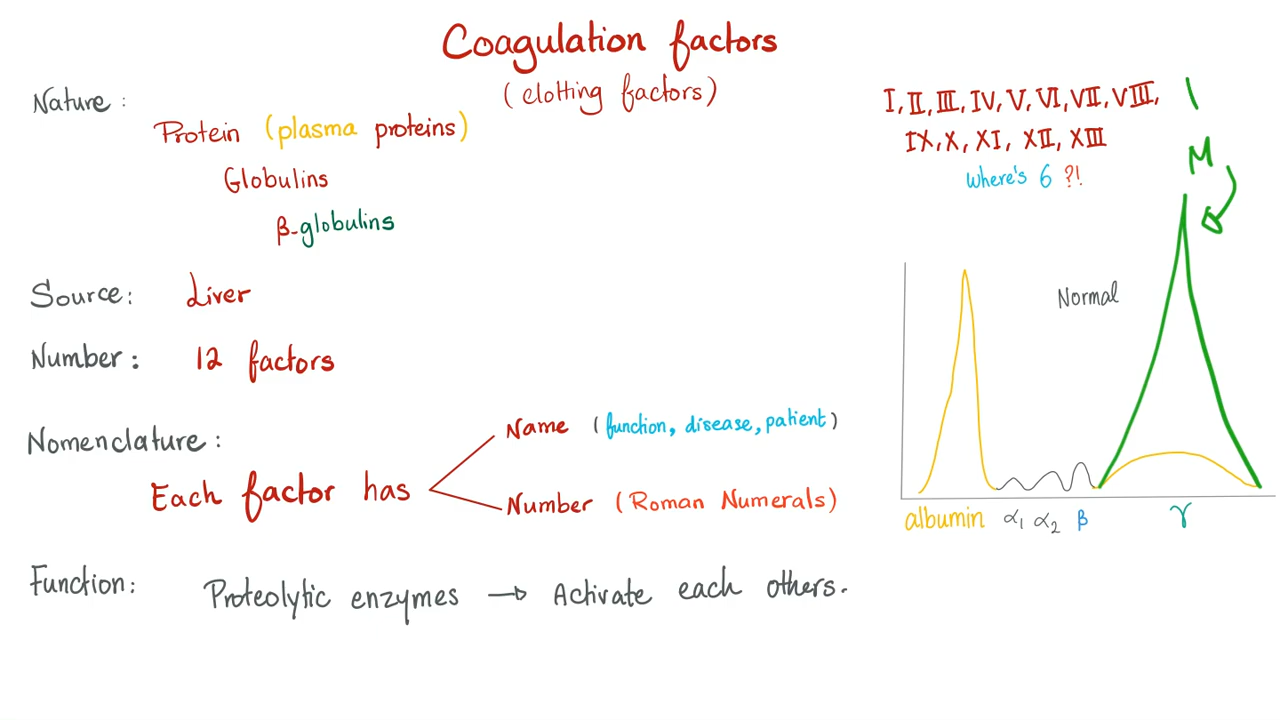 Coagulation factors
(clotting factors)
Nature:
Protein (plasma proteins)
Globulins
β-globulins
Source: Liver
Number: 12 factors
Nomenclature:
Each factor has
Name (function, disease, patient)
Number (Roman Numerals)
Function: Proteolytic enzymes → Activate each others.
I, II, III, IV, V, VI, VII, VIII,
IX, X, XI, XII, XIII
Where's 6 ?!
M
Normal
albumin α1 α2 β γ